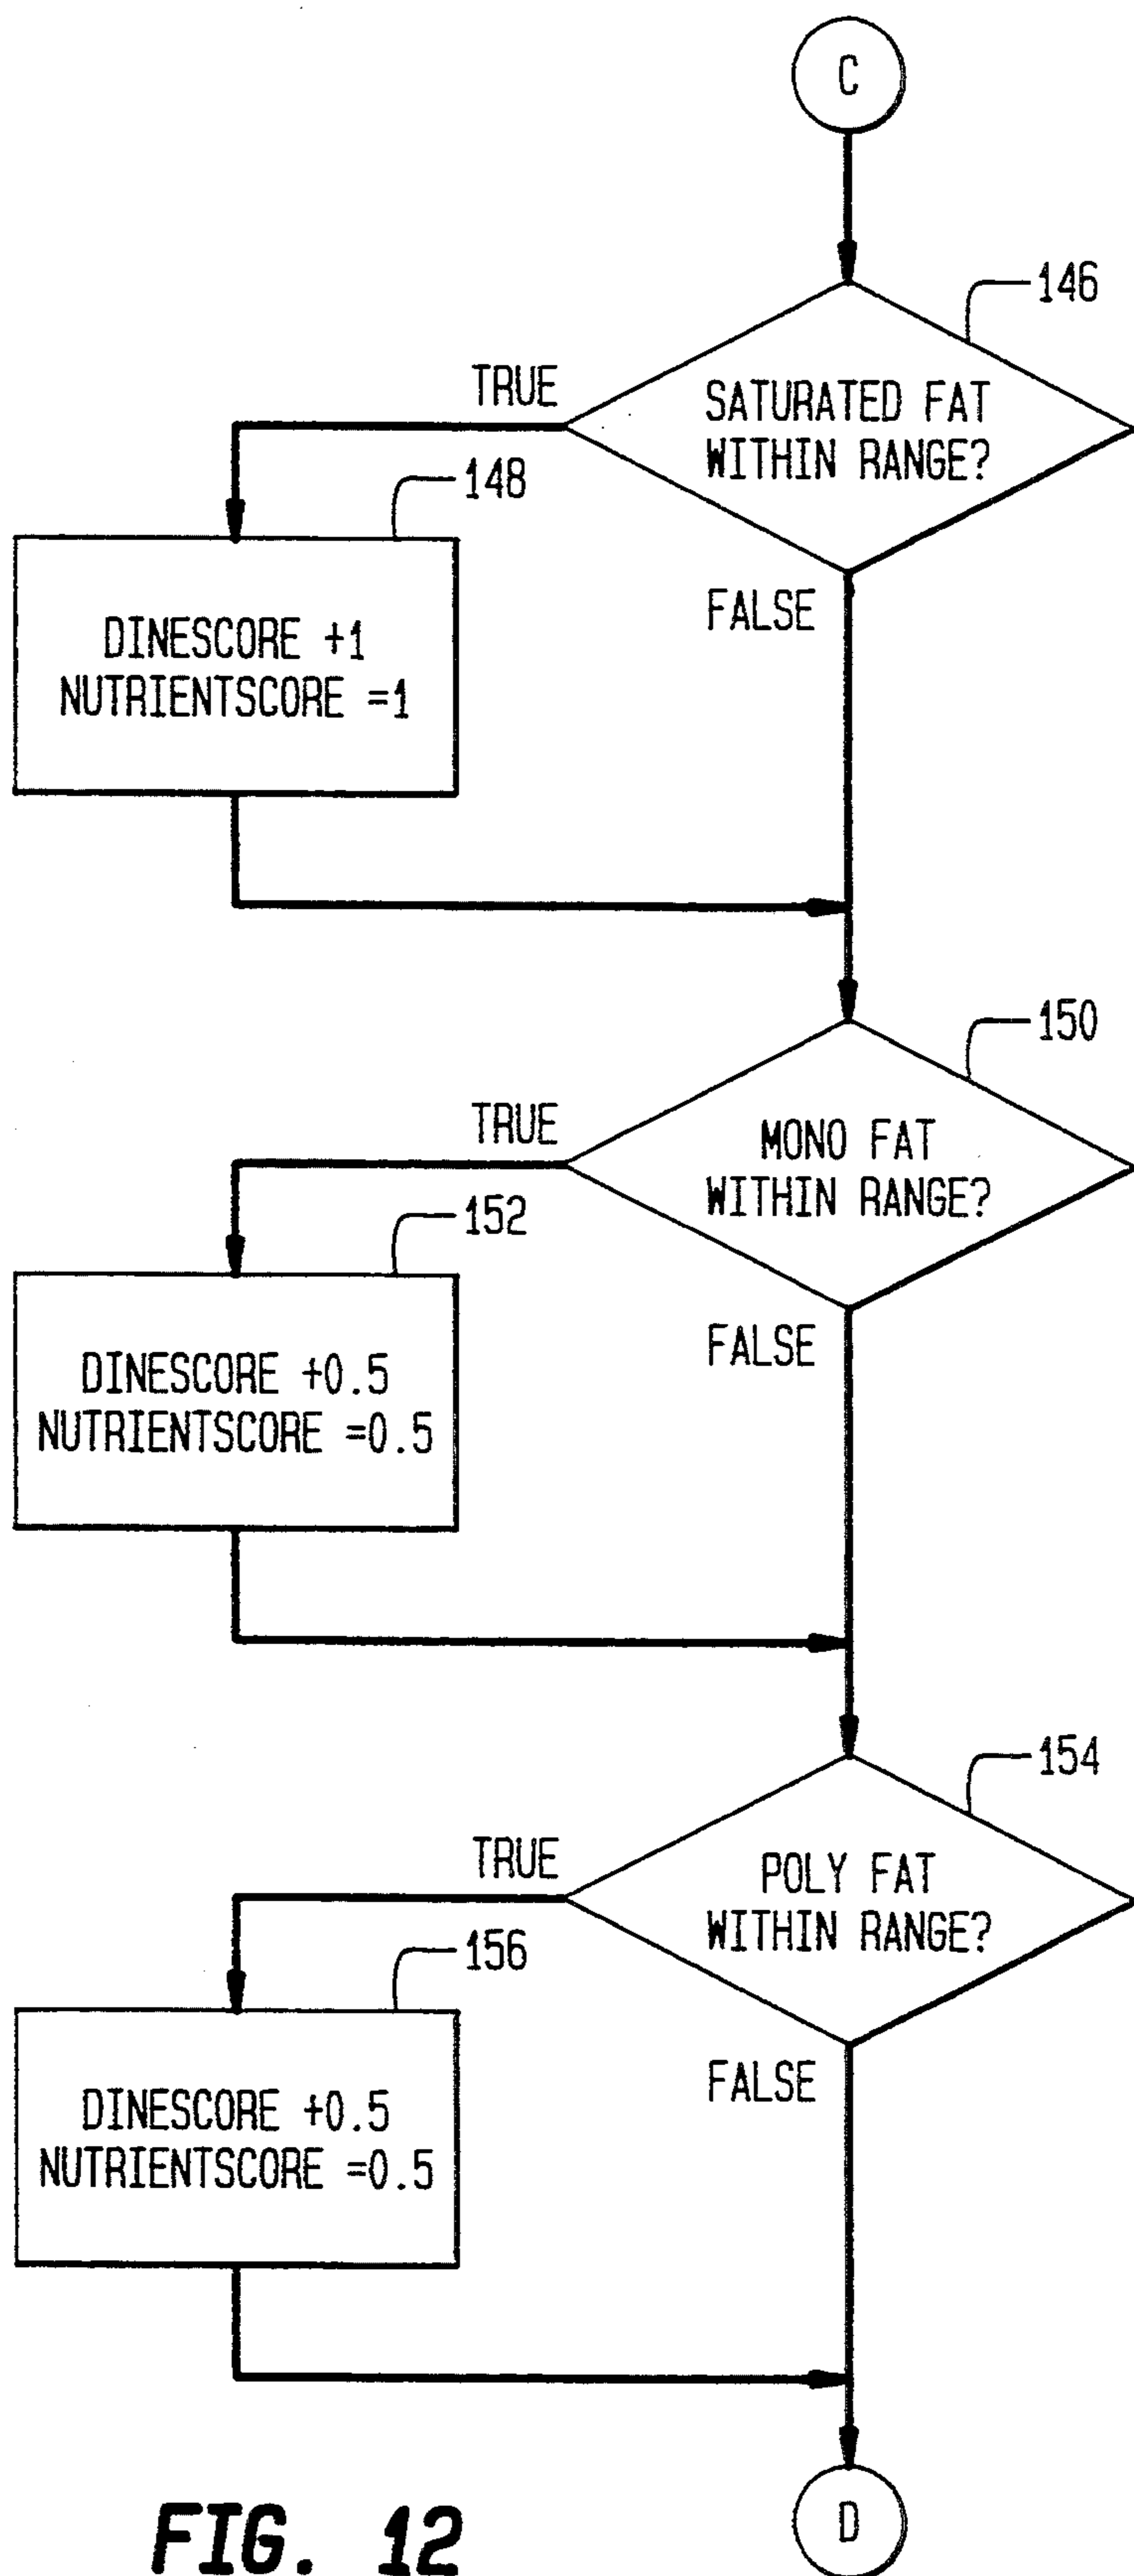 C
146
TRUE
SATURATED FAT
WITHIN RANGE?
148
FALSE
DINESCORE +1
NUTRIENTSCORE =1
150
TRUE
MONO FAT
WITHIN RANGE?
152
FALSE
DINESCORE +0.5
NUTRIENTSCORE =0.5
154
TRUE
POLY FAT
WITHIN RANGE?
156
FALSE
DINESCORE +0.5
NUTRIENTSCORE =0.5
D
FIG. 12